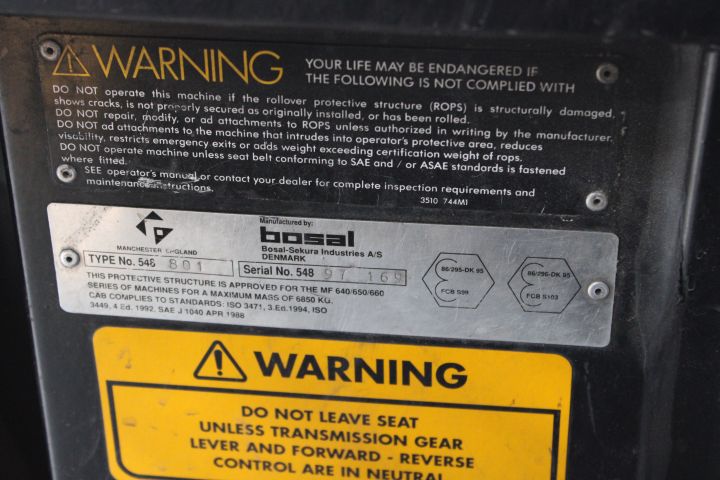 WARNING
YOUR LIFE MAY BE ENDANGERED IF
THE FOLLOWING IS NOT COMPLIED WITH
DO NOT operate this machine if the rollover protective structure (ROPS) is structurally damaged,
shows cracks, is not properly secured as originally installed, or has been rolled.
DO NOT repair, modify, or ad attachments to ROPS unless authorized in writing by the manufacturer.
DO NOT ad attachments to the machine that intrudes into operator's protective area, reduces
visability, restricts emergency exits or adds weight exceeding certification weight of rops.
DO NOT operate machine unless seat belt conforming to SAE and / or ASAE standards is fastened
where fitted.
SEE operator's manual or contact your dealer for complete inspection requirements and
maintenance instructions.
3510 744M1
MANCHESTER ENGLAND
Manufactured by:
bosal
Bosal-Sekura Industries A/S
DENMARK
TYPE No. 548 801
Serial No. 548 97 169
86/295-DK 95
FCB S99
86/296-DK 95
FCB S103
THIS PROTECTIVE STRUCTURE IS APPROVED FOR THE MF 640/650/660
SERIES OF MACHINES FOR A MAXIMUM MASS OF 6850 KG.
CAB COMPLIES TO STANDARDS: ISO 3471, 3.Ed.1994, ISO
3449, 4 Ed. 1992, SAE J 1040 APR 1988
WARNING
DO NOT LEAVE SEAT
UNLESS TRANSMISSION GEAR
LEVER AND FORWARD - REVERSE
CONTROL ARE IN NEUTRAL